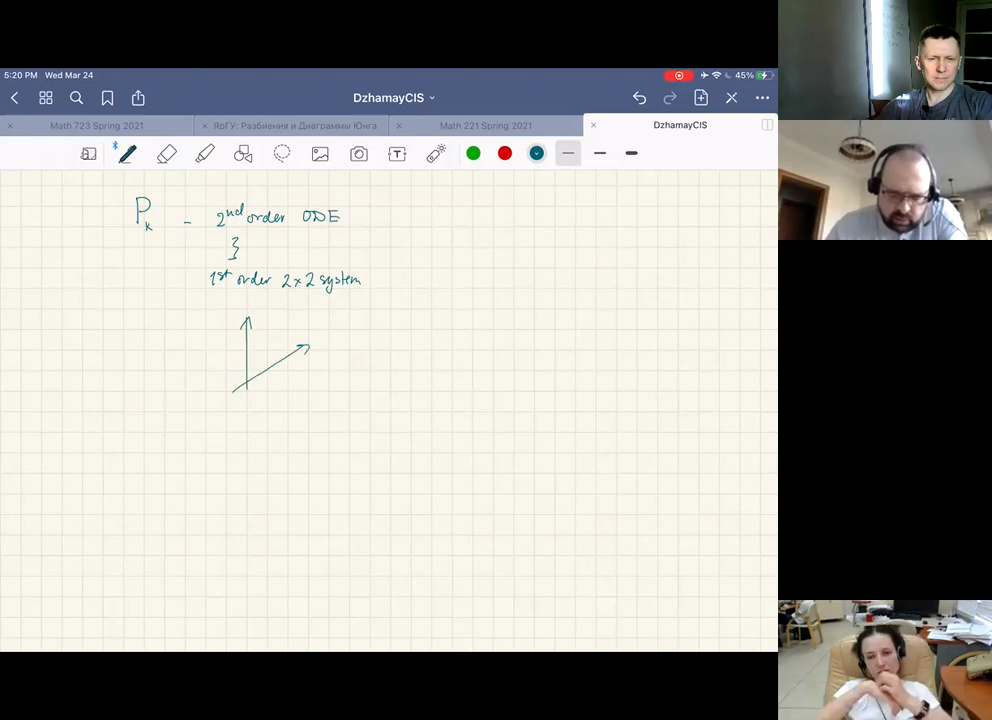 5:20 PM Wed Mar 24
45%
DzhamayCIS
Math 723 Spring 2021
ЯрГУ: Разбиения и Диаграммы Юнга
Math 221 Spring 2021
DzhamayCIS
P_k - 2nd order ODE
1st order 2×2 system